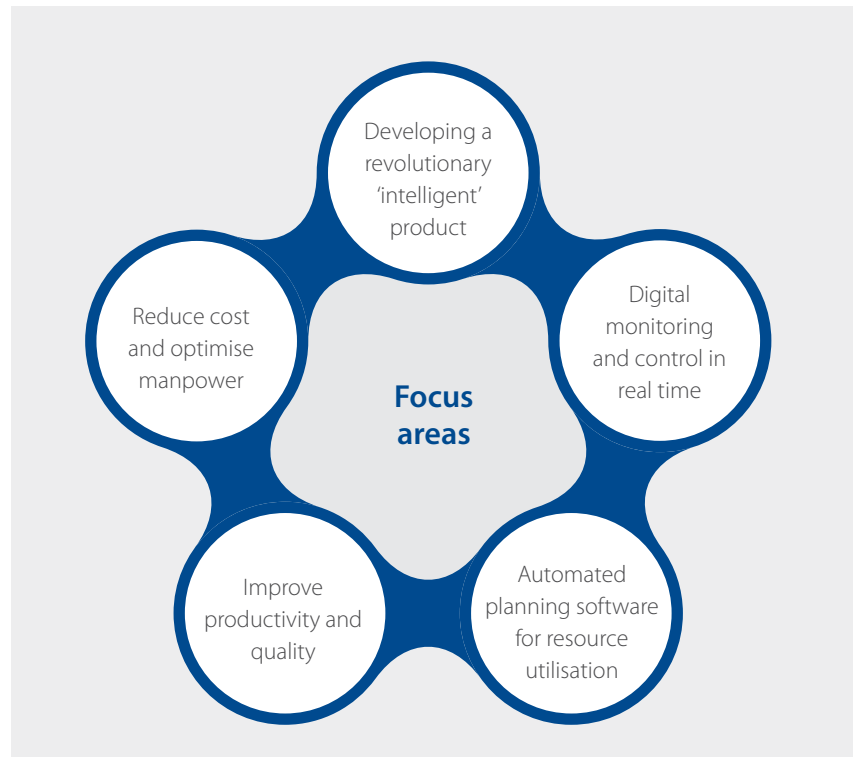 Developing a
revolutionary
‘intelligent’
product
Digital
monitoring
and control in
real time
Automated
planning software
for resource
utilisation
Improve
productivity and
quality
Reduce cost
and optimise
manpower
Focus
areas